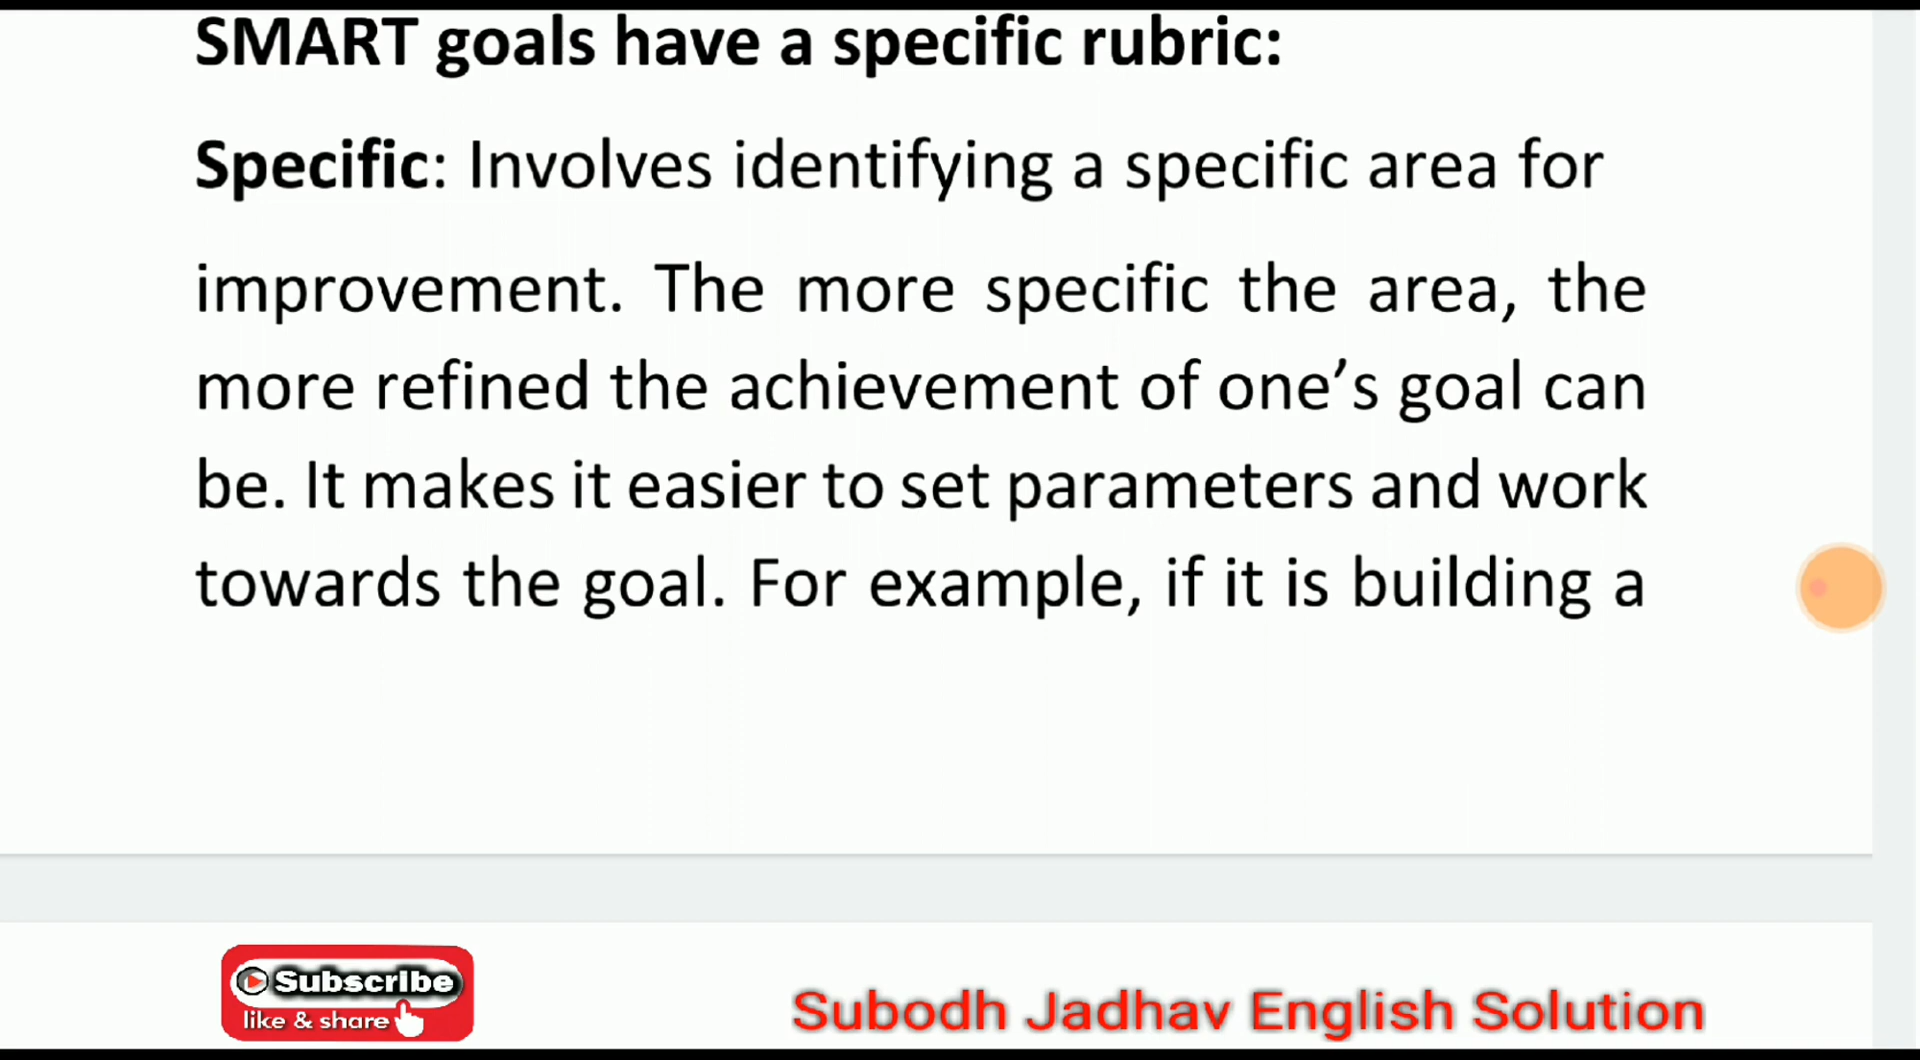 SMART goals have a specific rubric:
Specific: Involves identifying a specific area for
improvement. The more specific the area, the
more refined the achievement of one’s goal can
be. It makes it easier to set parameters and work
towards the goal. For example, if it is building a
Subscribe
like & share
Subodh Jadhav English Solution